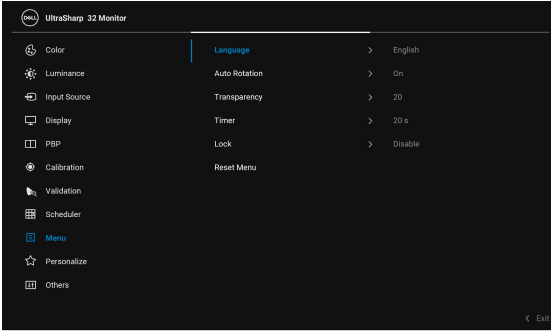 DELL UltraSharp 32 Monitor
Color
Luminance
Input Source
Display
PBP
Calibration
Validation
Scheduler
Menu
Personalize
Others
Language > English
Auto Rotation > On
Transparency > 20
Timer > 20 s
Lock > Disable
Reset Menu
< Exit